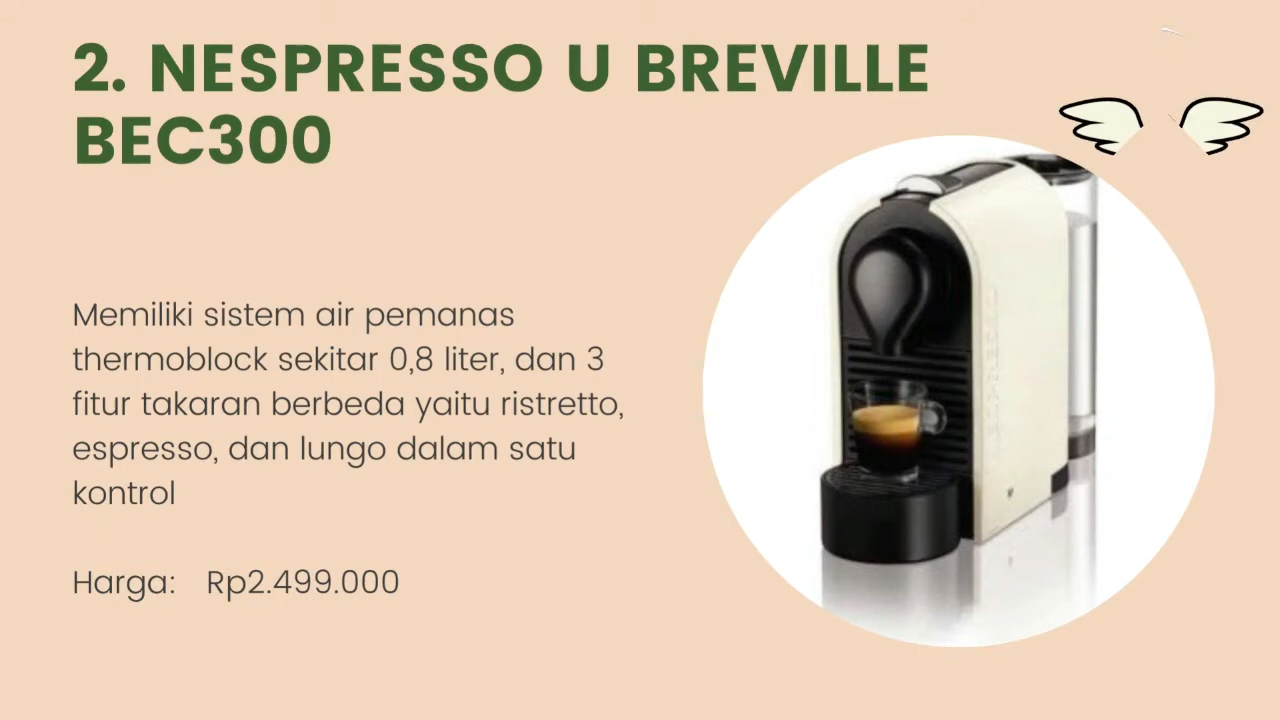 2. NESPRESSO U BREVILLE
BEC300
Memiliki sistem air pemanas
thermoblock sekitar 0,8 liter, dan 3
fitur takaran berbeda yaitu ristretto,
espresso, dan lungo dalam satu
kontrol
Harga: Rp2.499.000